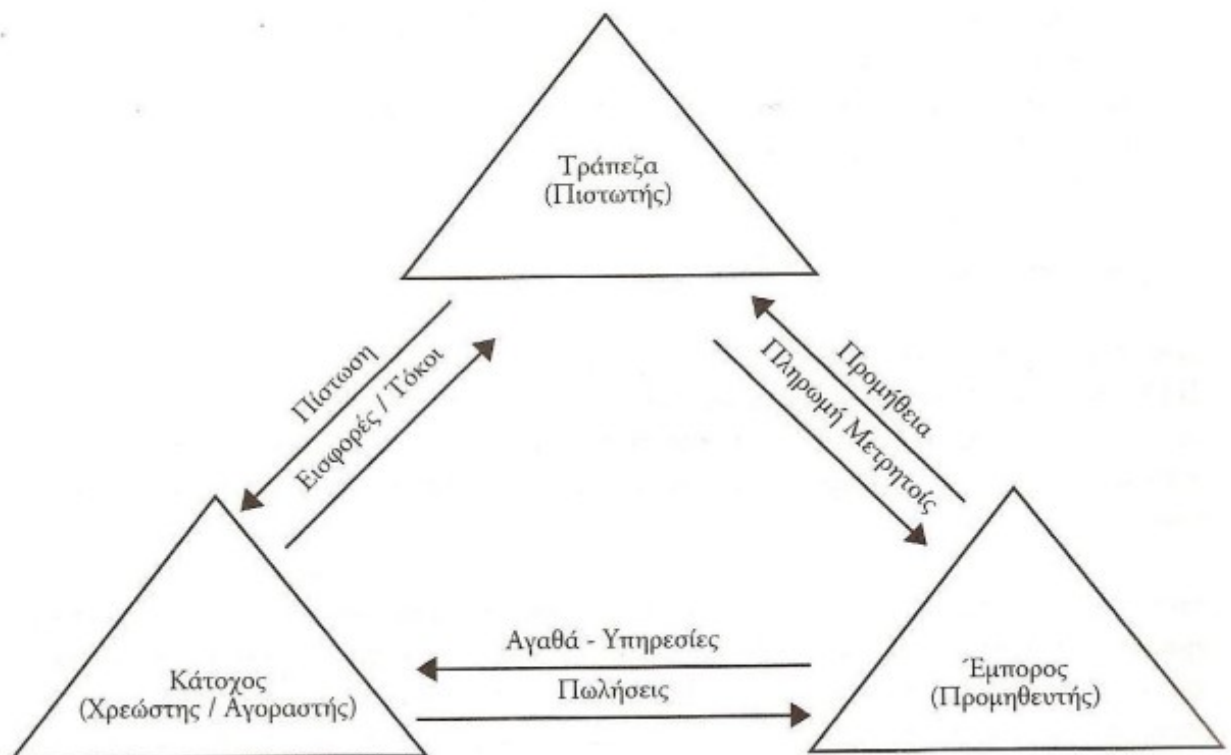 Τράπεζα
(Πιστωτής)
Πίστωση
Εισφορές / Τόκοι
Προμήθεια
Πληρωμή Μετρητοίς
Αγαθά - Υπηρεσίες
Πωλήσεις
Κάτοχος
(Χρεώστης / Αγοραστής)
Έμπορος
(Προμηθευτής)